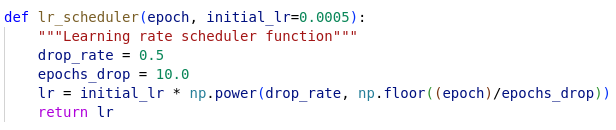 def lr_scheduler(epoch, initial_lr=0.0005):
    """Learning rate scheduler function"""
    drop_rate = 0.5
    epochs_drop = 10.0
    lr = initial_lr * np.power(drop_rate, np.floor((epoch)/epochs_drop))
    return lr